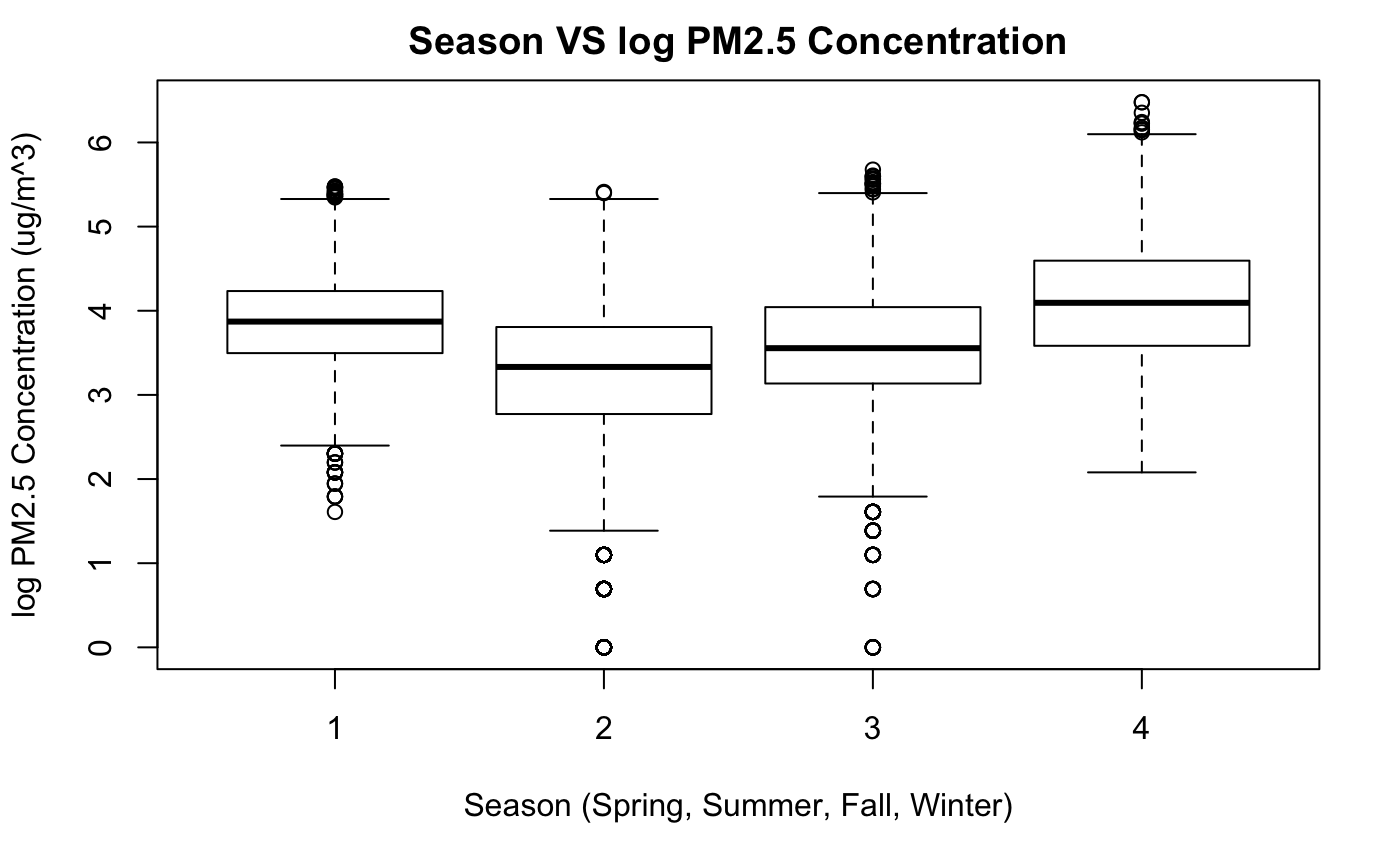 Season VS log PM2.5 Concentration
log PM2.5 Concentration (ug/m^3)
6
5
4
3
2
1
0
1 2 3 4
Season (Spring, Summer, Fall, Winter)